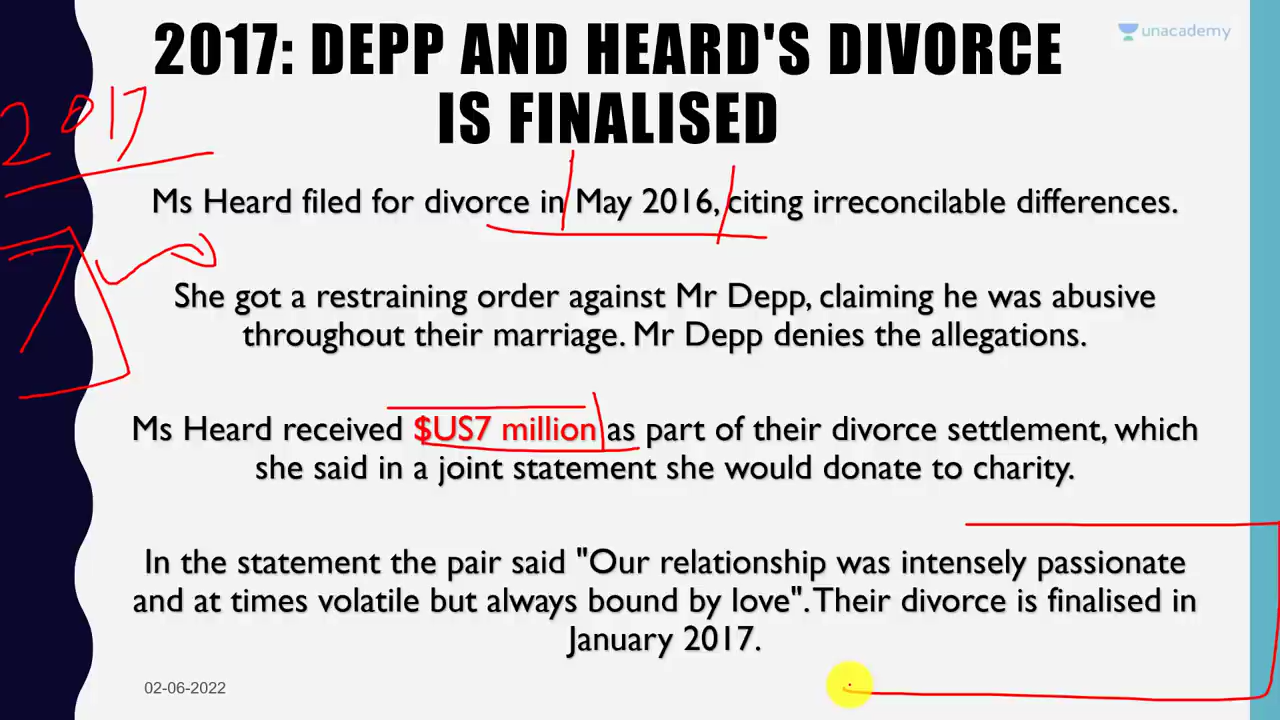 2017: DEPP AND HEARD'S DIVORCE
IS FINALISED
unacademy
2017
Ms Heard filed for divorce in May 2016, citing irreconcilable differences.
7
She got a restraining order against Mr Depp, claiming he was abusive
throughout their marriage. Mr Depp denies the allegations.
Ms Heard received $US7 million as part of their divorce settlement, which
she said in a joint statement she would donate to charity.
In the statement the pair said "Our relationship was intensely passionate
and at times volatile but always bound by love". Their divorce is finalised in
January 2017.
02-06-2022